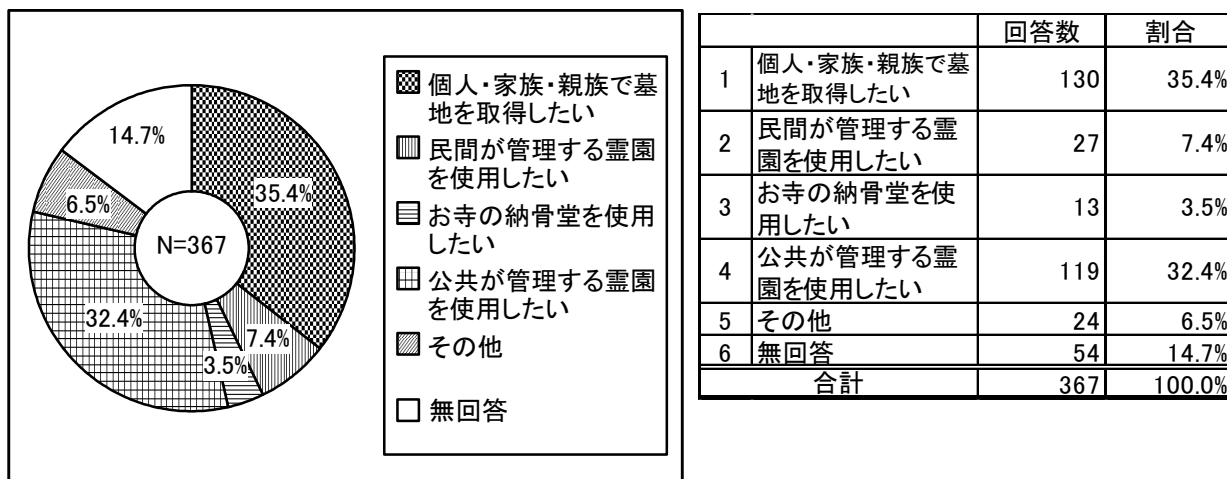 14.7%
6.5%
35.4%
N=367
32.4%
7.4%
3.5%
個人・家族・親族で墓
地を取得したい
民間が管理する霊園
を使用したい
お寺の納骨堂を使用
したい
公共が管理する霊園
を使用したい
その他
無回答
回答数 割合
1 個人・家族・親族で墓
地を取得したい 130 35.4%
2 民間が管理する霊
園を使用したい 27 7.4%
3 お寺の納骨堂を使
用したい 13 3.5%
4 公共が管理する霊
園を使用したい 119 32.4%
5 その他 24 6.5%
6 無回答 54 14.7%
合計 367 100.0%